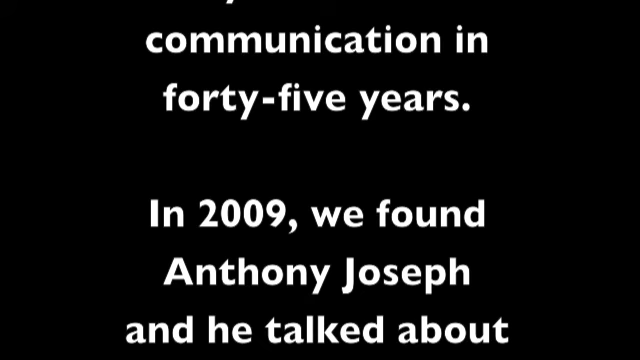 communication in
forty-five years.
In 2009, we found
Anthony Joseph
and he talked about